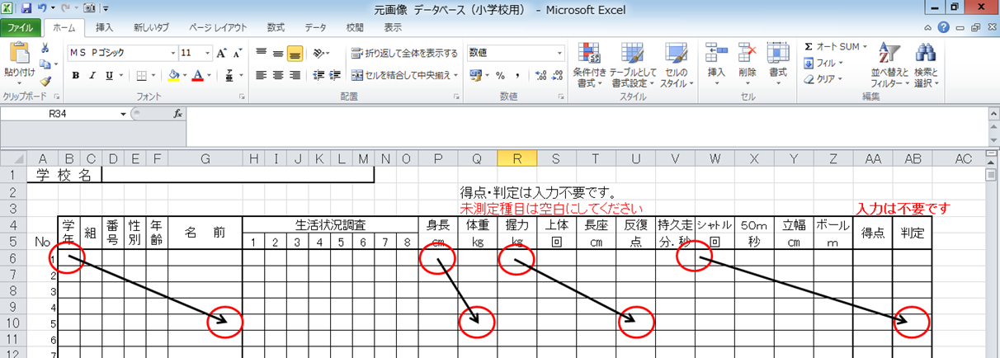 元画像 データベース（小学校用） - Microsoft Excel
ファイル ホーム 挿入 新しいタブ ページ レイアウト 数式 データ 校閲 表示
貼り付け
クリップボード
ＭＳ Ｐゴシック 11
B I U
フォント
折り返して全体を表示する
セルを結合して中央揃え
配置
数値
数値
条件付き書式 テーブルとして書式設定 セルのスタイル
スタイル
挿入 削除 書式
セル
Σ オート SUM
フィル
クリア
並べ替えとフィルター 検索と選択
編集
R34 fx
A B C D E F G H I J K L M N O P Q R S T U V W X Y Z AA AB AC
1 学 校 名
2 得点・判定は入力不要です。
3 未測定種目は空白にしてください 入力は不要です
4 学年 組 番号 性別 年齢 名 前 生活状況調査 身長 体重 握力 上体 長座 反復 持久走 シャトル 50ｍ 立幅 ボール 得点 判定
5 No 1 2 3 4 5 6 7 8 cm kg kg 回 cm 点 分．秒 回 秒 cm m
6 1
7 2
8 3
9 4
10 5
11 6
12 7